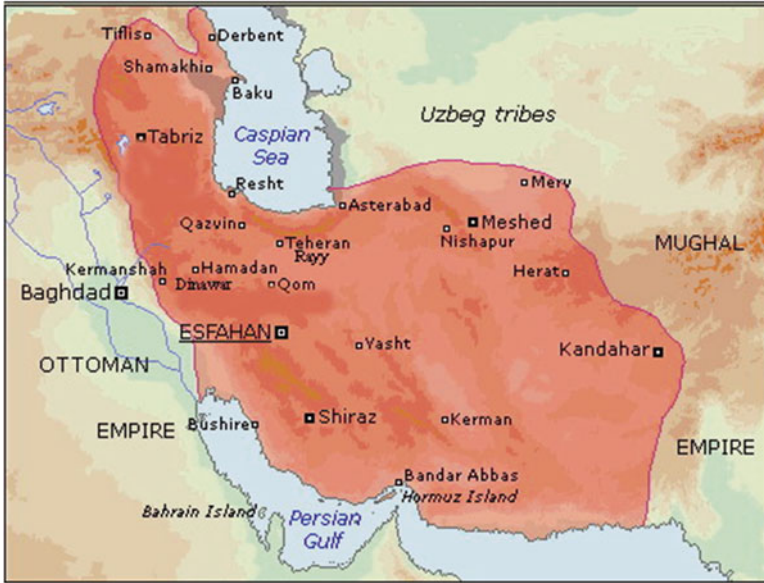 Tiflis
Derbent
Shamakhi
Baku
Uzbeg tribes
Tabriz
Caspian
Sea
Resht
Merv
Asterabad
Meshed
Qazvin
Nishapur
Teheran
Rayy
MUGHAL
Kermanshah
Hamadan
Herat
Baghdad
Dinawar
Qom
ESFAHAN
Yasht
Kandahar
OTTOMAN
Shiraz
Kerman
EMPIRE
Bushire
EMPIRE
Bandar Abbas
Hormuz Island
Bahrain Island
Persian
Gulf